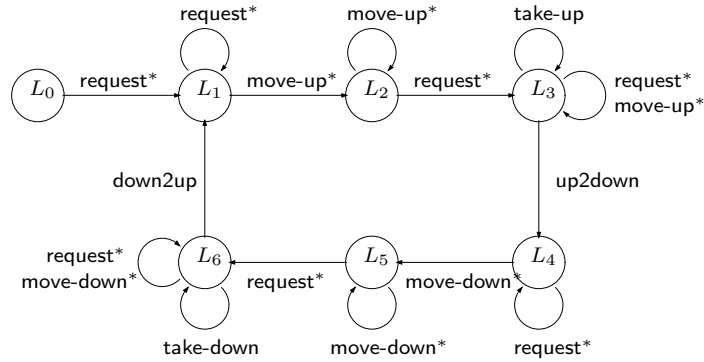 request* move-up* take-up
L₀ request* L₁ move-up* L₂ request* L₃ request*
move-up*
down2up up2down
request*
move-down* L₆ request* L₅ move-down* L₄
take-down move-down* request*